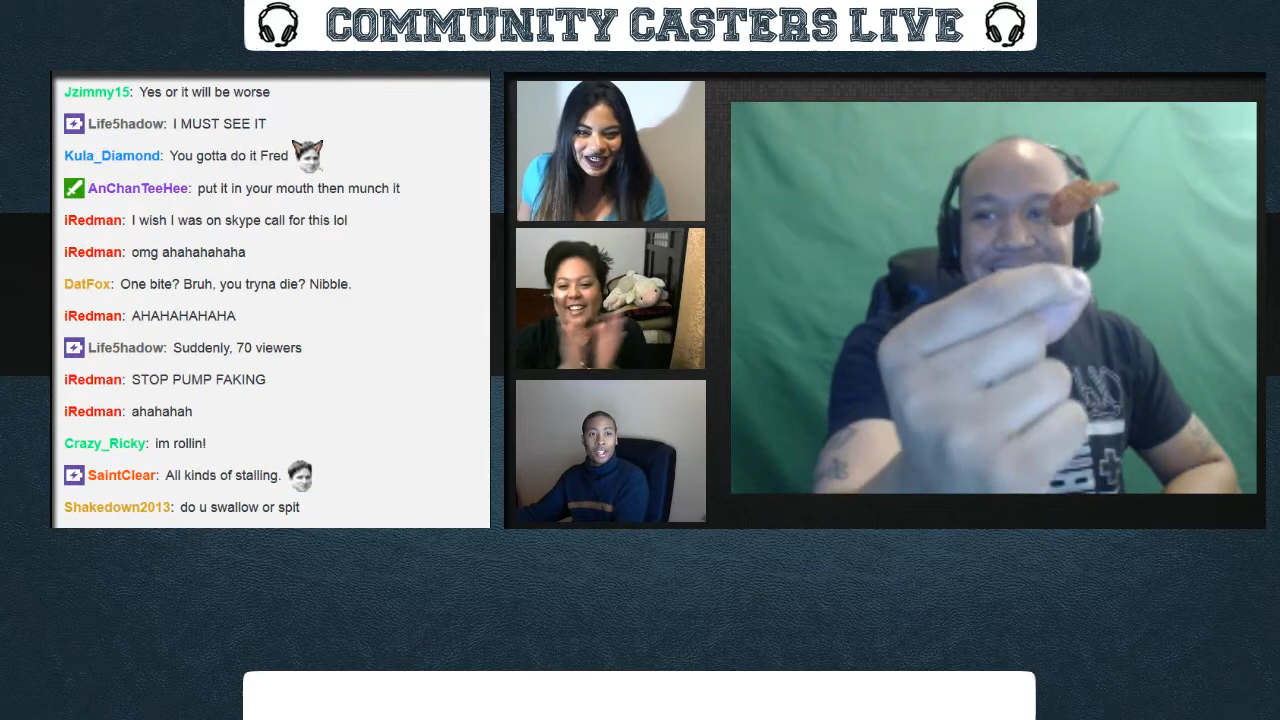 COMMUNITY CASTERS LIVE
Jzimmy15: Yes or it will be worse
Life5hadow: I MUST SEE IT
Kula_Diamond: You gotta do it Fred
AnChanTeeHee: put it in your mouth then munch it
iRedman: I wish I was on skype call for this lol
iRedman: omg ahahahahaha
DatFox: One bite? Bruh, you tryna die? Nibble.
iRedman: AHAHAHAHAHA
Life5hadow: Suddenly, 70 viewers
iRedman: STOP PUMP FAKING
iRedman: ahahahah
Crazy_Ricky: im rollin!
SaintClear: All kinds of stalling.
Shakedown2013: do u swallow or spit